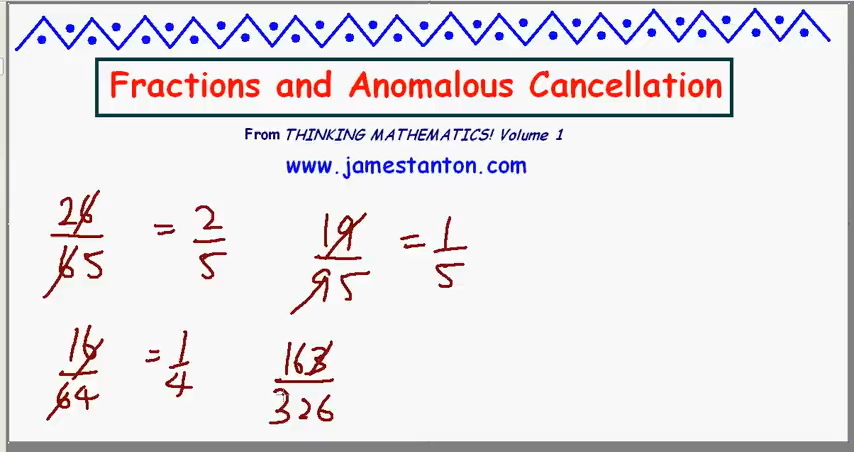 Fractions and Anomalous Cancellation
From THINKING MATHEMATICS! Volume 1
www.jamestanton.com
26/65 = 2/5
19/95 = 1/5
16/64 = 1/4
163/326